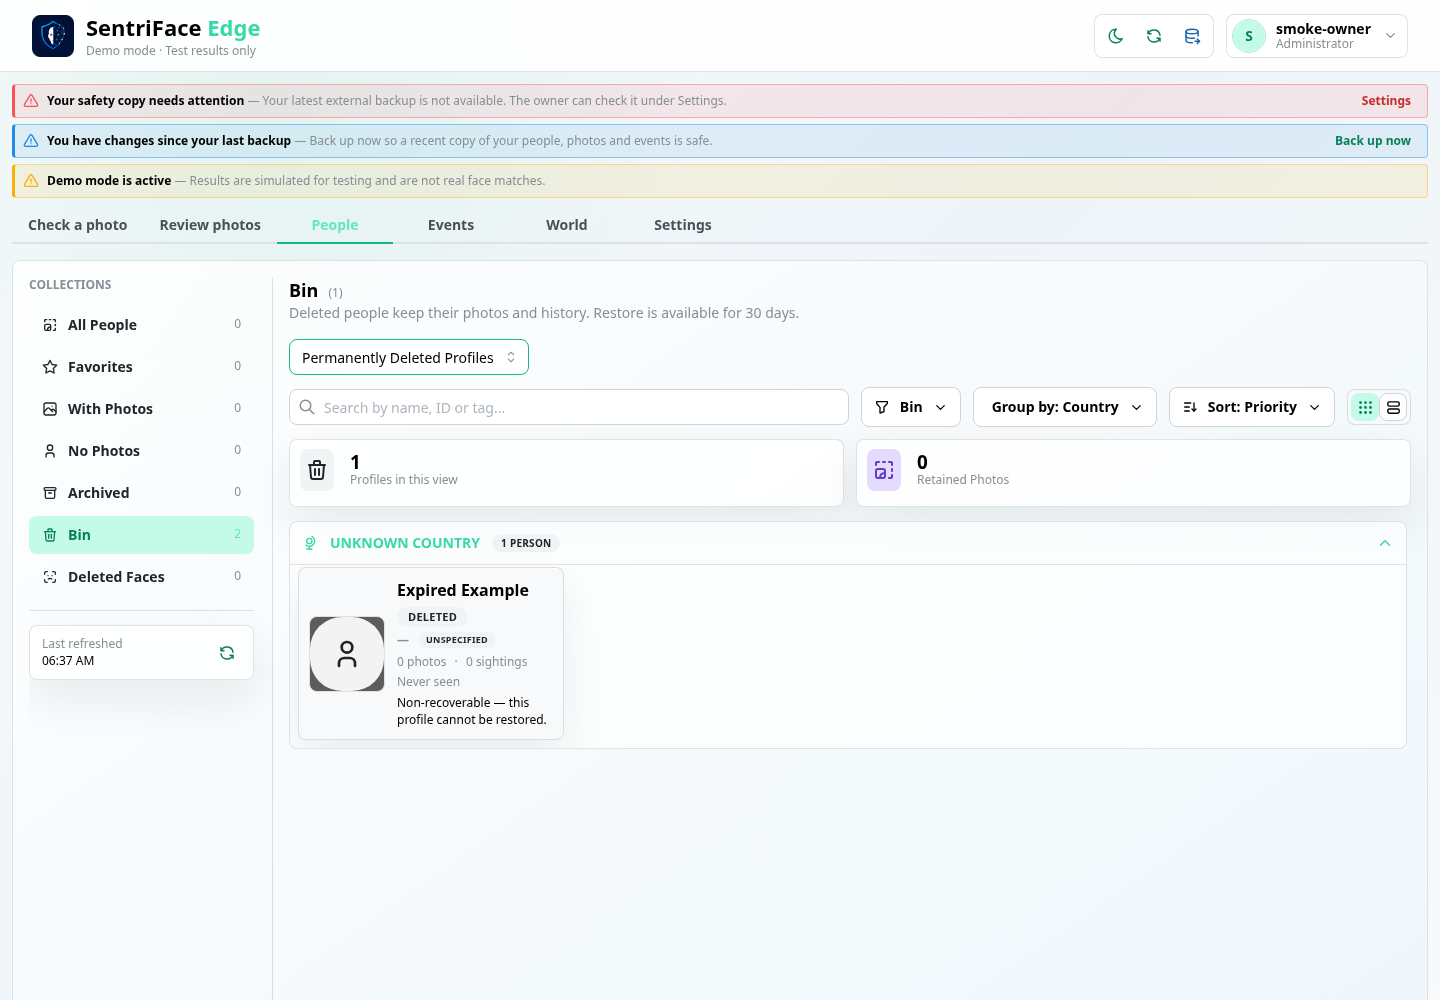 SentriFace Edge
Demo mode · Test results only
S
smoke-owner
Administrator
Your safety copy needs attention — Your latest external backup is not available. The owner can check it under Settings.
Settings
You have changes since your last backup — Back up now so a recent copy of your people, photos and events is safe.
Back up now
Demo mode is active — Results are simulated for testing and are not real face matches.
Check a photo
Review photos
People
Events
World
Settings
COLLECTIONS
All People 0
Favorites 0
With Photos 0
No Photos 0
Archived 0
Bin 2
Deleted Faces 0
Last refreshed
06:37 AM
Bin (1)
Deleted people keep their photos and history. Restore is available for 30 days.
Permanently Deleted Profiles
Search by name, ID or tag...
Bin
Group by: Country
Sort: Priority
1
Profiles in this view
0
Retained Photos
UNKNOWN COUNTRY 1 PERSON
Expired Example
DELETED
— UNSPECIFIED
0 photos · 0 sightings
Never seen
Non-recoverable — this
profile cannot be restored.